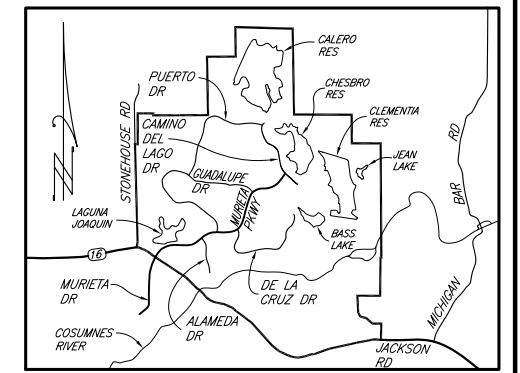 CALERO
RES
PUERTO
DR
CHESBRO
RES
CAMINO
DEL
LAGO
DR
CLEMENTIA
RES
STONEHOUSE RD
JEAN
LAKE
GUADALUPE
DR
MURIETA
PKWY
BAR RD
LAGUNA
JOAQUIN
BASS
LAKE
16
MURIETA
DR
DE LA
CRUZ DR
MICHIGAN
ALAMEDA
DR
COSUMNES
RIVER
JACKSON
RD
N